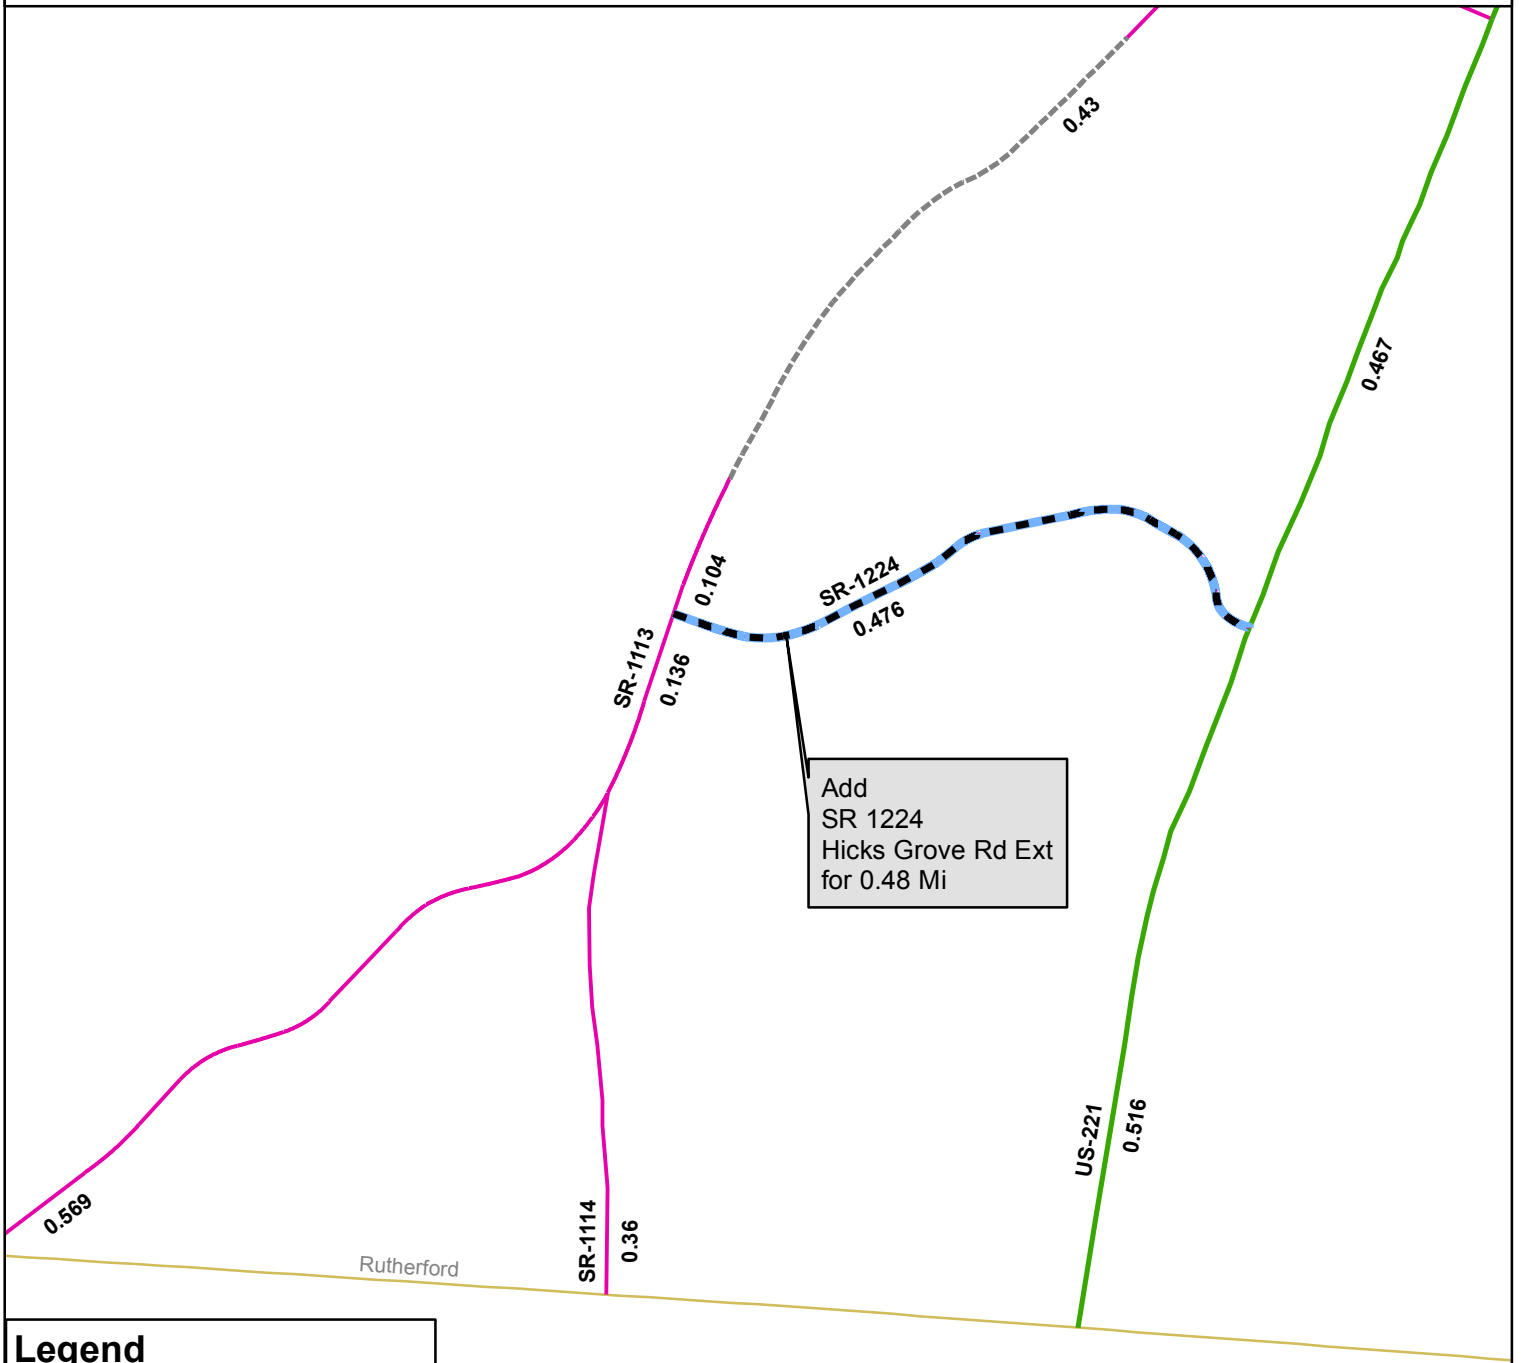 0.43
0.467
0.104
SR-1224
0.476
SR-1113
0.136
Add
SR 1224
Hicks Grove Rd Ext
for 0.48 Mi
US-221
0.516
0.569
SR-1114
0.36
Rutherford
Legend